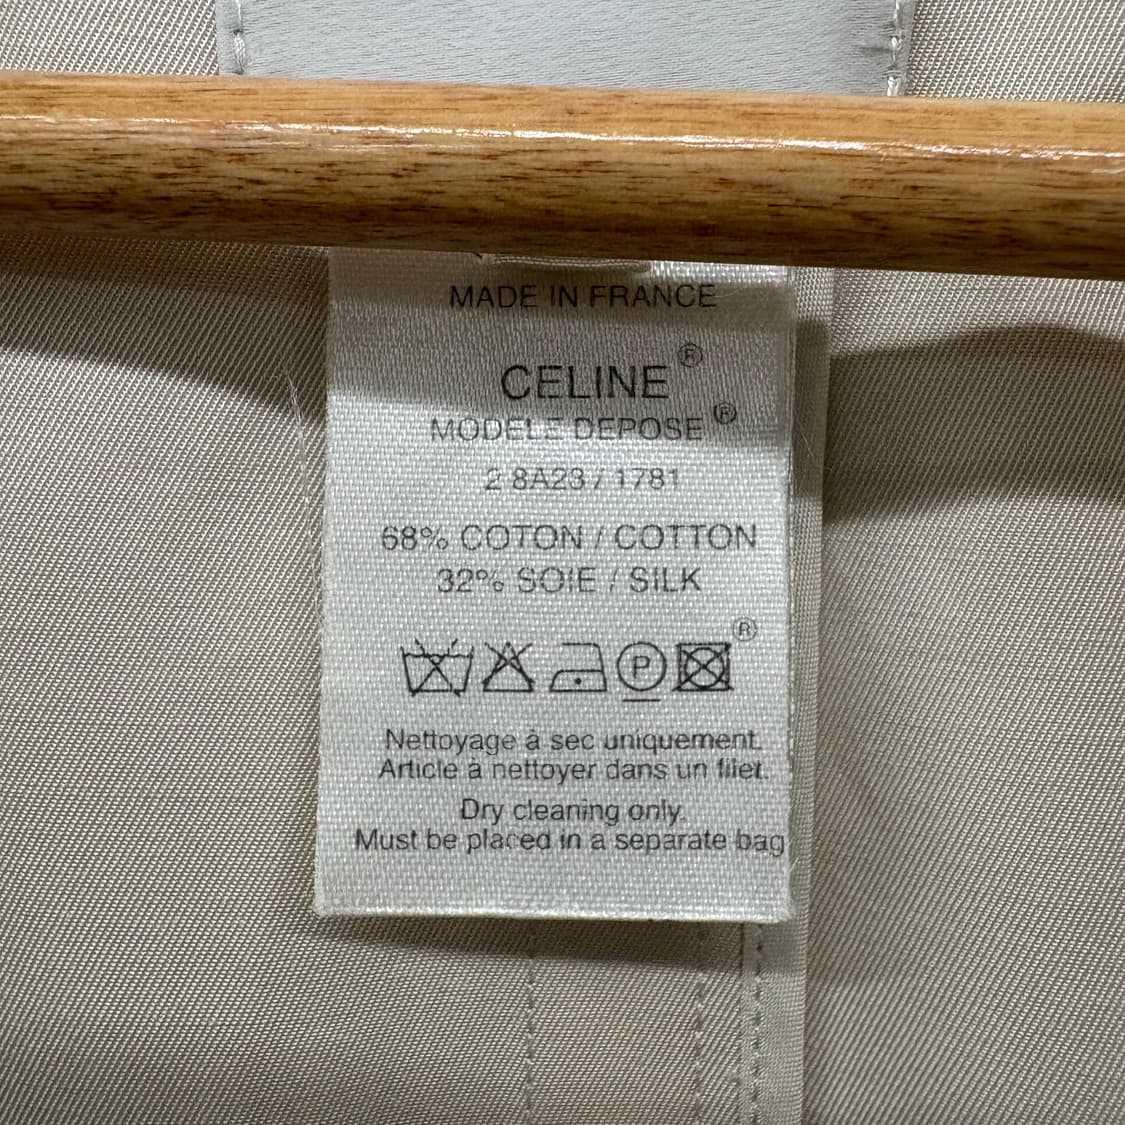 MADE IN FRANCE
CELINE®
MODELE DEPOSE®
2 8A23 / 1781
68% COTON / COTTON
32% SOIE / SILK
P ®
Nettoyage à sec uniquement.
Article à nettoyer dans un filet.
Dry cleaning only.
Must be placed in a separate bag